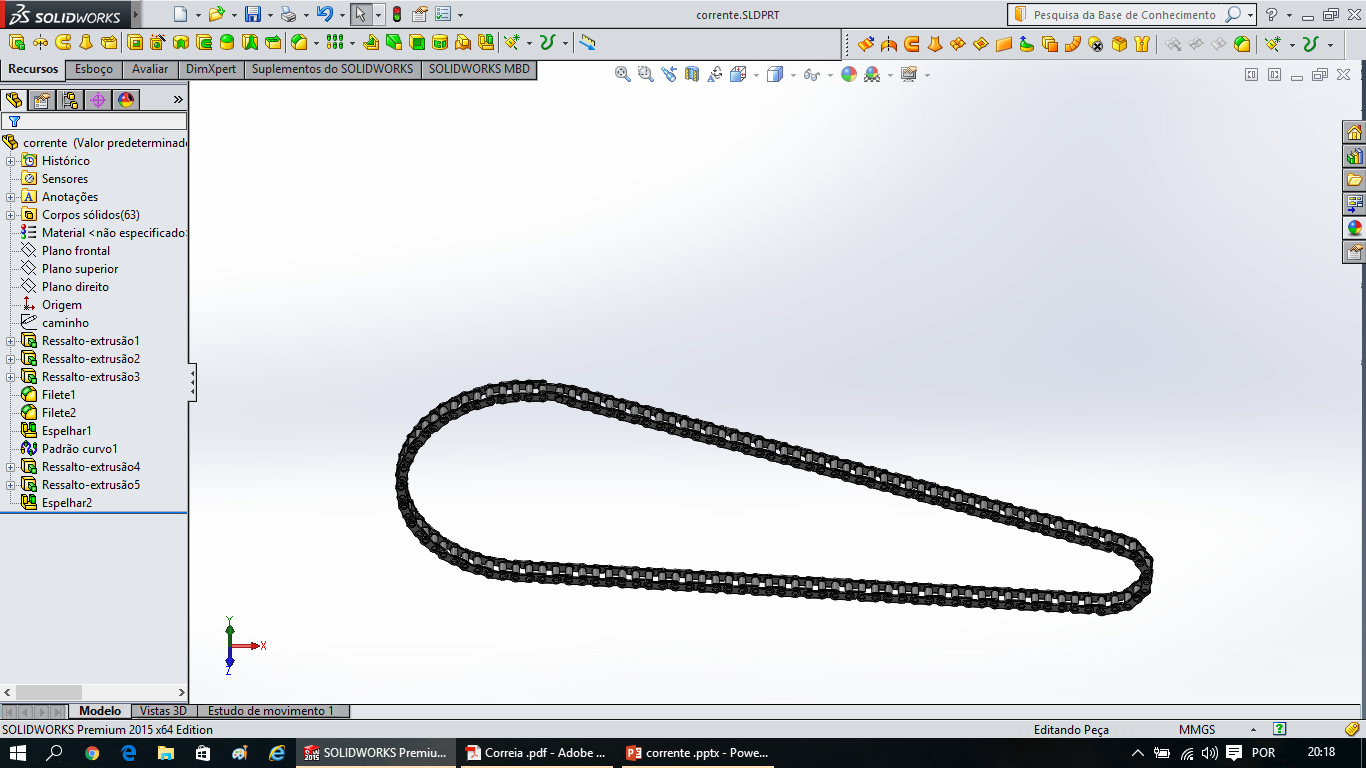 SOLIDWORKS
corrente.SLDPRT
Pesquisa da Base de Conhecimento
Recursos
Esboço
Avaliar
DimXpert
Suplementos do SOLIDWORKS
SOLIDWORKS MBD
corrente (Valor predeterminado
Histórico
Sensores
Anotações
Corpos sólidos(63)
Material <não especificado>
Plano frontal
Plano superior
Plano direito
Origem
caminho
Ressalto-extrusão1
Ressalto-extrusão2
Ressalto-extrusão3
Filete1
Filete2
Espelhar1
Padrão curvo1
Ressalto-extrusão4
Ressalto-extrusão5
Espelhar2
Y
X
Z
Modelo
Vistas 3D
Estudo de movimento 1
SOLIDWORKS Premium 2015 x64 Edition
Editando Peça
MMGS
SOLIDWORKS Premiu...
Correia .pdf - Adobe ...
corrente .pptx - Powe...
POR
20:18